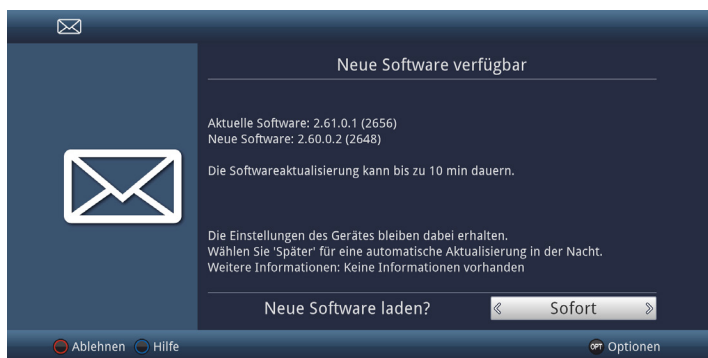 Neue Software verfügbar
Aktuelle Software: 2.61.0.1 (2656)
Neue Software: 2.60.0.2 (2648)
Die Softwareaktualisierung kann bis zu 10 min dauern.
Die Einstellungen des Gerätes bleiben dabei erhalten.
Wählen Sie 'Später' für eine automatische Aktualisierung in der Nacht.
Weitere Informationen: Keine Informationen vorhanden
Neue Software laden? « Sofort »
Ablehnen Hilfe OPT Optionen